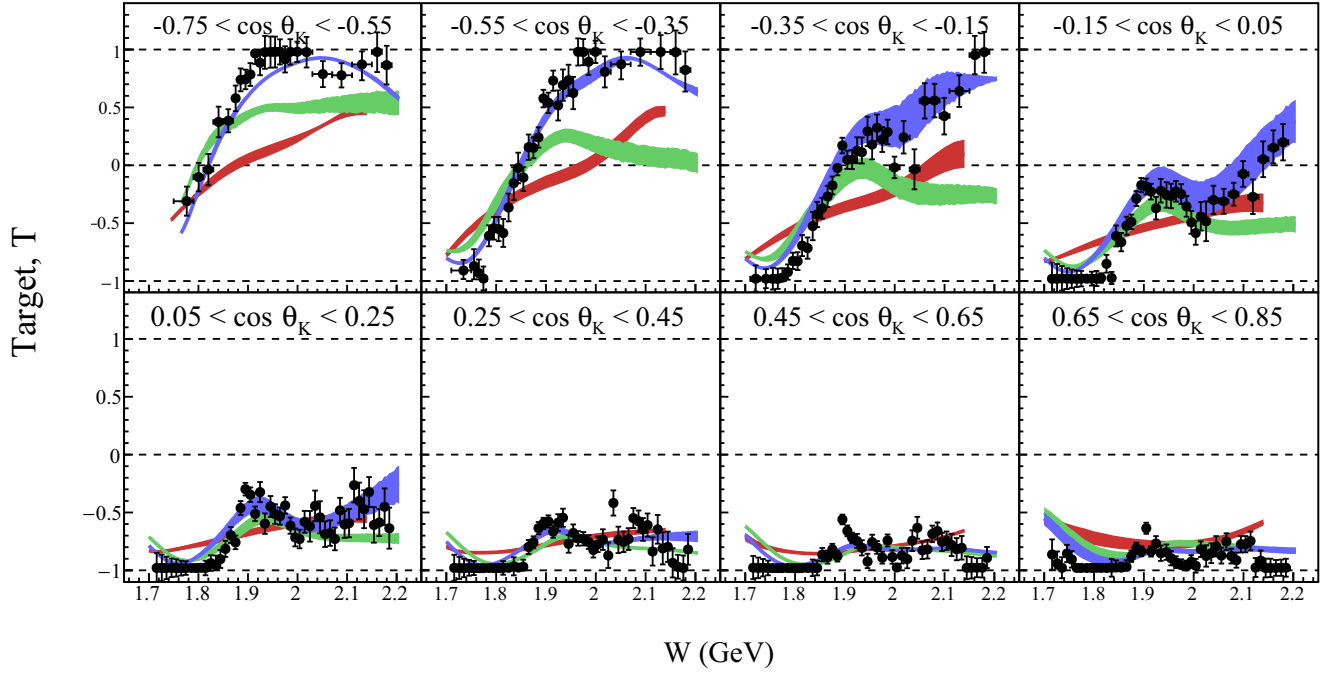 -0.75 < cos θK < -0.55
-0.55 < cos θK < -0.35
-0.35 < cos θK < -0.15
-0.15 < cos θK < 0.05
1
0.5
0
−0.5
−1
Target, T
0.05 < cos θK < 0.25
0.25 < cos θK < 0.45
0.45 < cos θK < 0.65
0.65 < cos θK < 0.85
1
0.5
0
−0.5
−1
1.7 1.8 1.9 2 2.1 2.2
1.7 1.8 1.9 2 2.1 2.2
1.7 1.8 1.9 2 2.1 2.2
1.7 1.8 1.9 2 2.1 2.2
W (GeV)